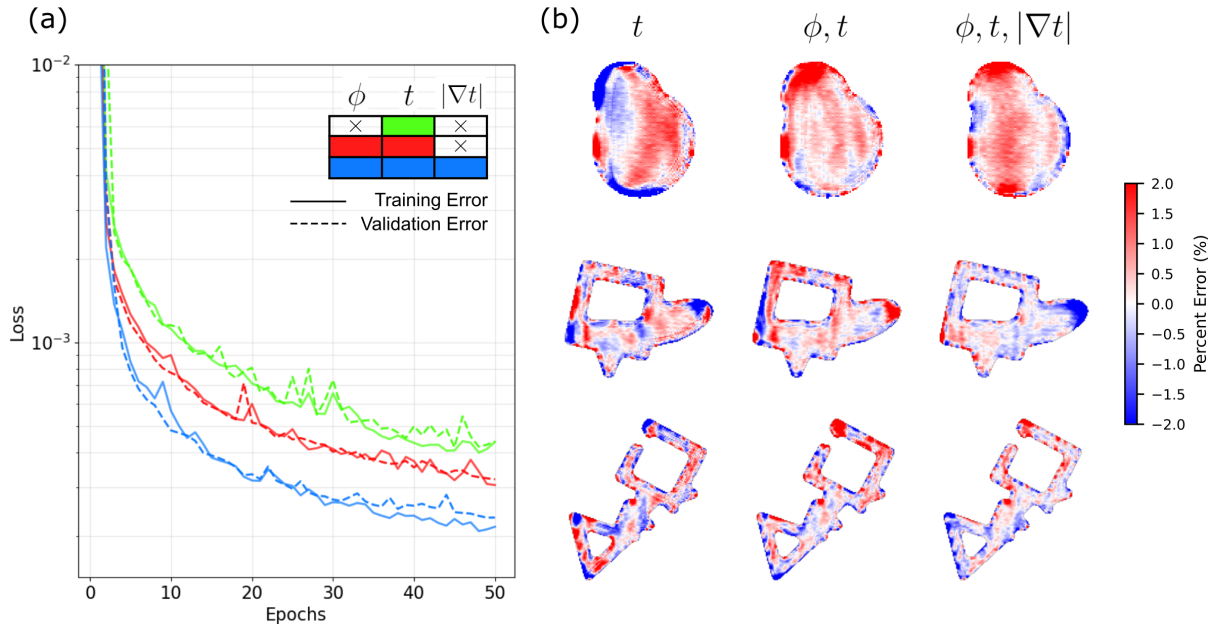 (a)
10⁻²
10⁻³
Loss
0 10 20 30 40 50
Epochs
ϕ t |∇t|
×　×
×
Training Error
Validation Error
(b)
t ϕ, t ϕ, t, |∇t|
2.0
1.5
1.0
0.5
0.0
−0.5
−1.0
−1.5
−2.0
Percent Error (%)